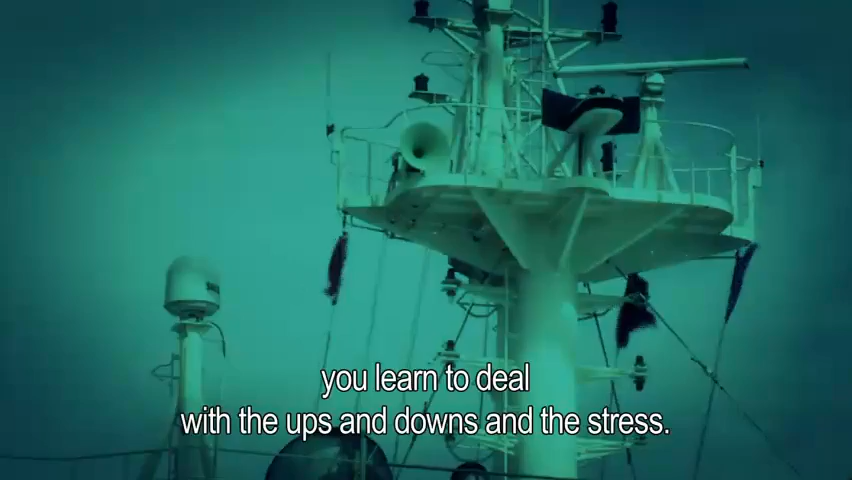 you learn to deal
with the ups and downs and the stress.